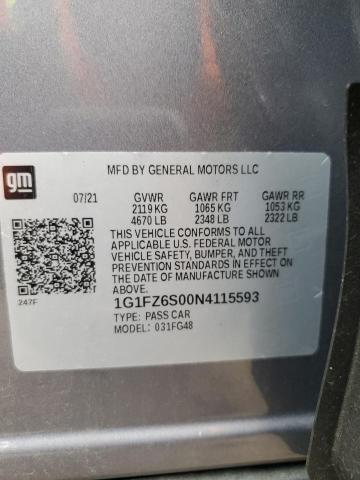 MFD BY GENERAL MOTORS LLC
gm
07/21 GVWR GAWR FRT GAWR RR
2119 KG 1065 KG 1053 KG
4670 LB 2348 LB 2322 LB
THIS VEHICLE CONFORMS TO ALL
APPLICABLE U.S. FEDERAL MOTOR
VEHICLE SAFETY, BUMPER, AND THEFT
PREVENTION STANDARDS IN EFFECT ON
THE DATE OF MANUFACTURE SHOWN
ABOVE.
247F
1G1FZ6S00N4115593
TYPE: PASS CAR
MODEL: 031FG48